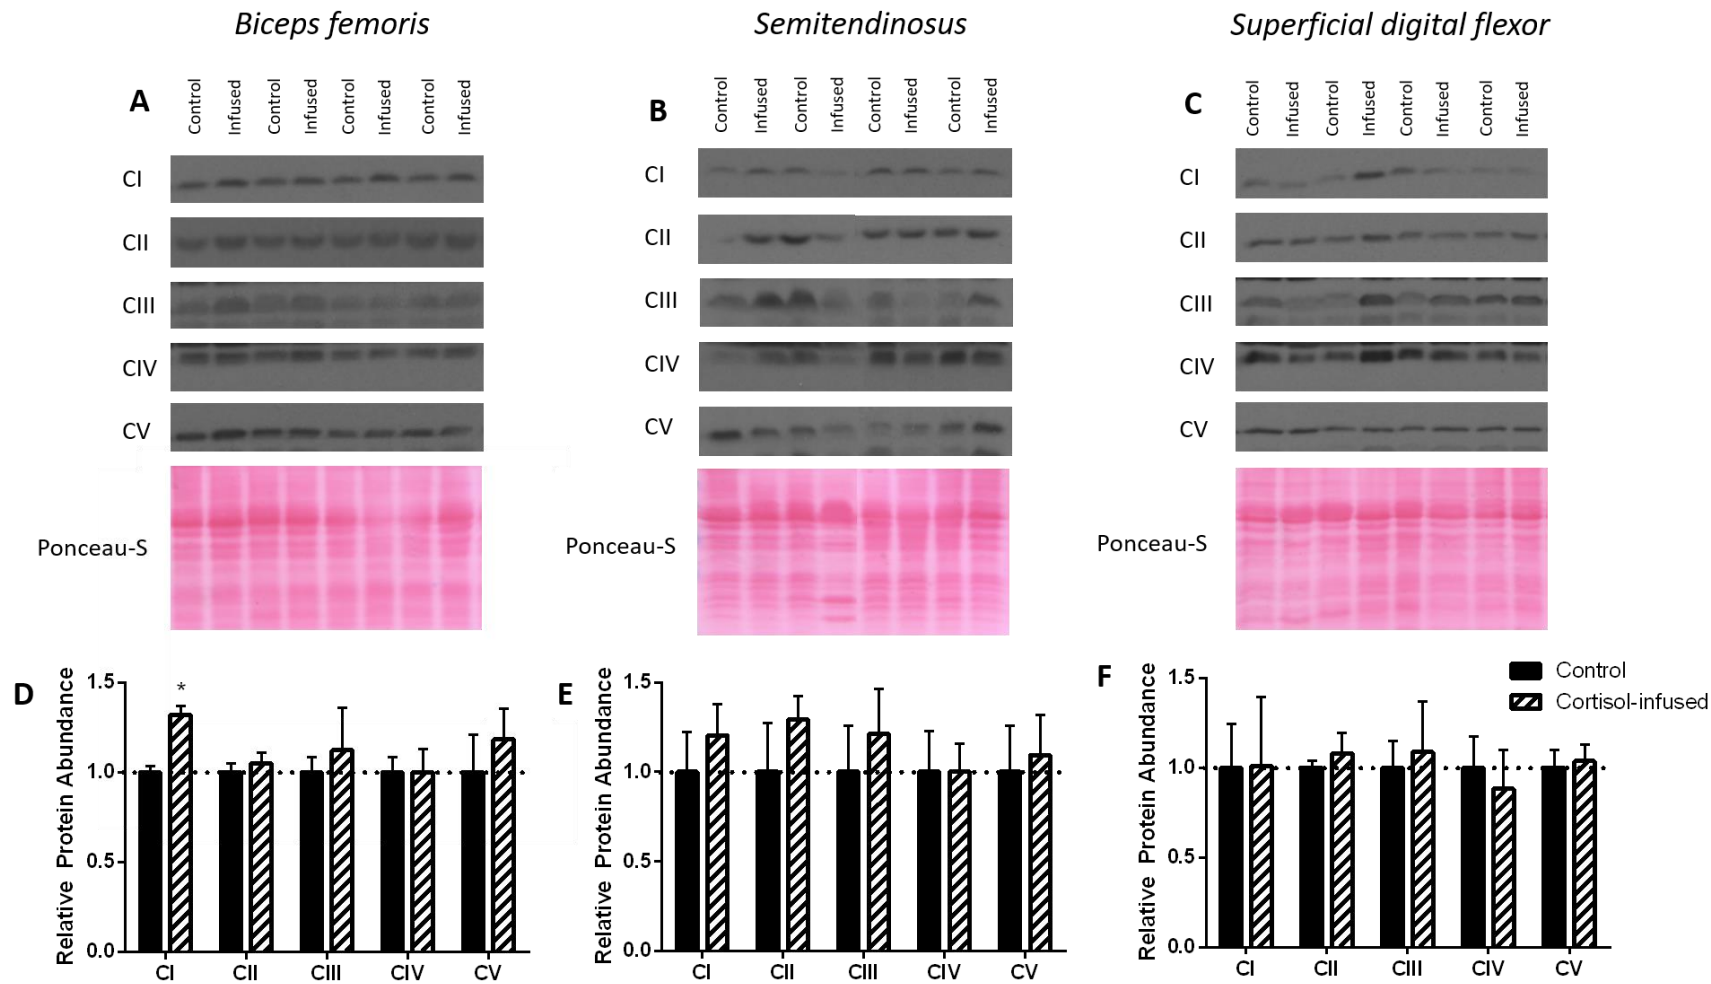 Biceps femoris
Semitendinosus
Superficial digital flexor
A
Control Infused Control Infused Control Infused Control Infused
CI
CII
CIII
CIV
CV
Ponceau-S
B
Control Infused Control Infused Control Infused Control Infused
CI
CII
CIII
CIV
CV
Ponceau-S
C
Control Infused Control Infused Control Infused Control Infused
CI
CII
CIII
CIV
CV
Ponceau-S
D
Relative Protein Abundance
1.5
1.0
0.5
0.0
*
CI CII CIII CIV CV
E
Relative Protein Abundance
1.5
1.0
0.5
0.0
CI CII CIII CIV CV
F
Relative Protein Abundance
1.5
1.0
0.5
0.0
CI CII CIII CIV CV
Control
Cortisol-infused